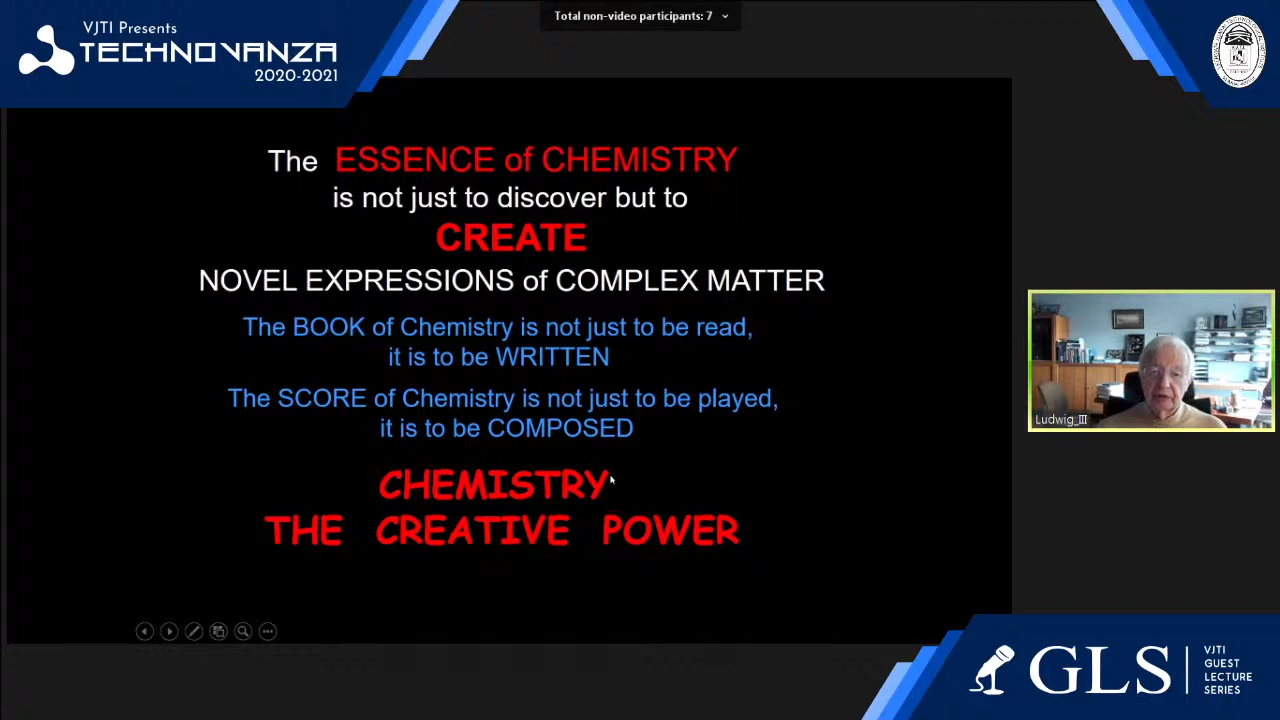 Total non-video participants: 7
VJTI Presents
TECHNOVANZA
2020-2021
The ESSENCE of CHEMISTRY
is not just to discover but to
CREATE
NOVEL EXPRESSIONS of COMPLEX MATTER
The BOOK of Chemistry is not just to be read,
it is to be WRITTEN
The SCORE of Chemistry is not just to be played,
it is to be COMPOSED
CHEMISTRY
THE CREATIVE POWER
Ludwig_III
GLS
VJTI
GUEST
LECTURE
SERIES